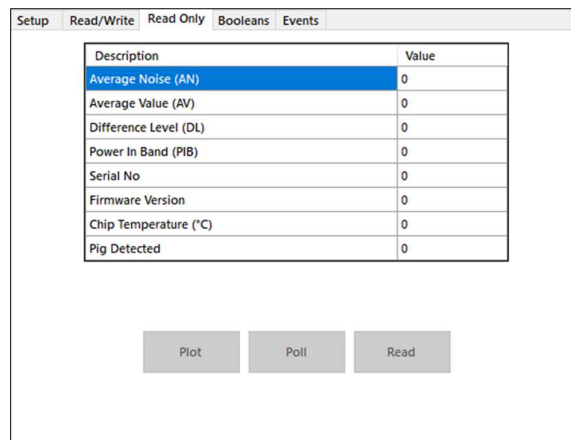 Setup Read/Write Read Only Booleans Events
Description Value
Average Noise (AN) 0
Average Value (AV) 0
Difference Level (DL) 0
Power In Band (PIB) 0
Serial No 0
Firmware Version 0
Chip Temperature (°C) 0
Pig Detected 0
Plot Poll Read